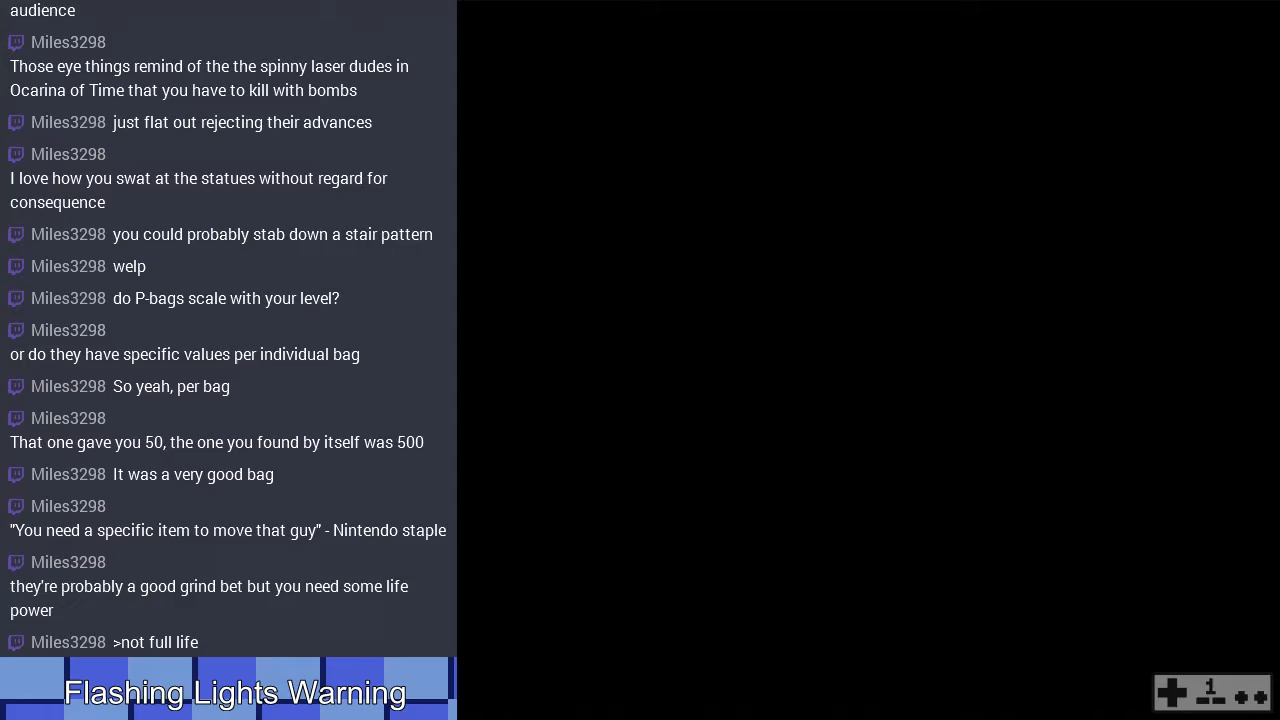 audience
Miles3298
Those eye things remind of the the spinny laser dudes in
Ocarina of Time that you have to kill with bombs
Miles3298 just flat out rejecting their advances
Miles3298
I love how you swat at the statues without regard for
consequence
Miles3298 you could probably stab down a stair pattern
Miles3298 welp
Miles3298 do P-bags scale with your level?
Miles3298
or do they have specific values per individual bag
Miles3298 So yeah, per bag
Miles3298
That one gave you 50, the one you found by itself was 500
Miles3298 It was a very good bag
Miles3298
"You need a specific item to move that guy" - Nintendo staple
Miles3298
they're probably a good grind bet but you need some life
power
Miles3298 >not full life
Flashing Lights Warning
1